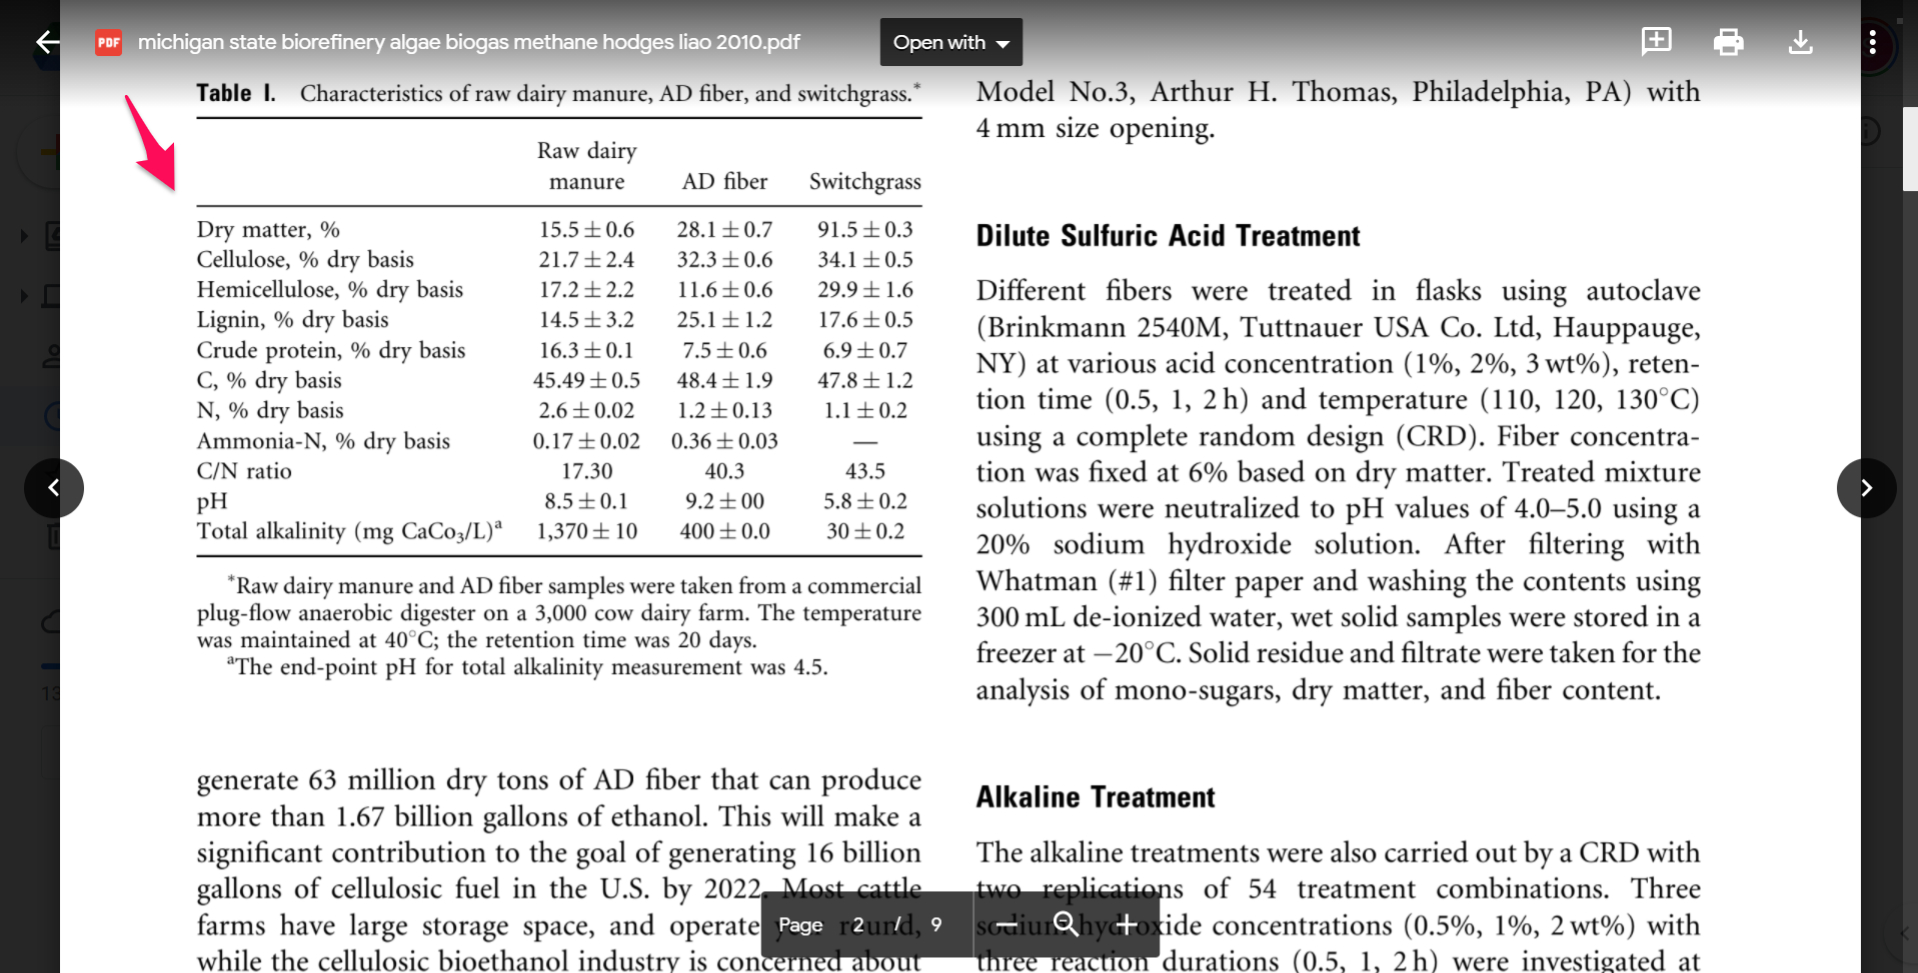 PDF michigan state biorefinery algae biogas methane hodges liao 2010.pdf
Open with
Table I. Characteristics of raw dairy manure, AD fiber, and switchgrass.*
Raw dairy
manure AD fiber Switchgrass
Dry matter, % 15.5 ± 0.6 28.1 ± 0.7 91.5 ± 0.3
Cellulose, % dry basis 21.7 ± 2.4 32.3 ± 0.6 34.1 ± 0.5
Hemicellulose, % dry basis 17.2 ± 2.2 11.6 ± 0.6 29.9 ± 1.6
Lignin, % dry basis 14.5 ± 3.2 25.1 ± 1.2 17.6 ± 0.5
Crude protein, % dry basis 16.3 ± 0.1 7.5 ± 0.6 6.9 ± 0.7
C, % dry basis 45.49 ± 0.5 48.4 ± 1.9 47.8 ± 1.2
N, % dry basis 2.6 ± 0.02 1.2 ± 0.13 1.1 ± 0.2
Ammonia-N, % dry basis 0.17 ± 0.02 0.36 ± 0.03 —
C/N ratio 17.30 40.3 43.5
pH 8.5 ± 0.1 9.2 ± 00 5.8 ± 0.2
Total alkalinity (mg CaCo₃/L)ᵃ 1,370 ± 10 400 ± 0.0 30 ± 0.2
*Raw dairy manure and AD fiber samples were taken from a commercial
plug-flow anaerobic digester on a 3,000 cow dairy farm. The temperature
was maintained at 40°C; the retention time was 20 days.
ᵃThe end-point pH for total alkalinity measurement was 4.5.
generate 63 million dry tons of AD fiber that can produce
more than 1.67 billion gallons of ethanol. This will make a
significant contribution to the goal of generating 16 billion
gallons of cellulosic fuel in the U.S. by 2022. Most cattle
farms have large storage space, and operate year round,
while the cellulosic bioethanol industry is concerned about
Model No.3, Arthur H. Thomas, Philadelphia, PA) with
4 mm size opening.
Dilute Sulfuric Acid Treatment
Different fibers were treated in flasks using autoclave
(Brinkmann 2540M, Tuttnauer USA Co. Ltd, Hauppauge,
NY) at various acid concentration (1%, 2%, 3 wt%), reten-
tion time (0.5, 1, 2 h) and temperature (110, 120, 130°C)
using a complete random design (CRD). Fiber concentra-
tion was fixed at 6% based on dry matter. Treated mixture
solutions were neutralized to pH values of 4.0–5.0 using a
20% sodium hydroxide solution. After filtering with
Whatman (#1) filter paper and washing the contents using
300 mL de-ionized water, wet solid samples were stored in a
freezer at −20°C. Solid residue and filtrate were taken for the
analysis of mono-sugars, dry matter, and fiber content.
Alkaline Treatment
The alkaline treatments were also carried out by a CRD with
two replications of 54 treatment combinations. Three
sodium hydroxide concentrations (0.5%, 1%, 2 wt%) with
three reaction durations (0.5, 1, 2 h) were investigated at
Page 2 / 9
13